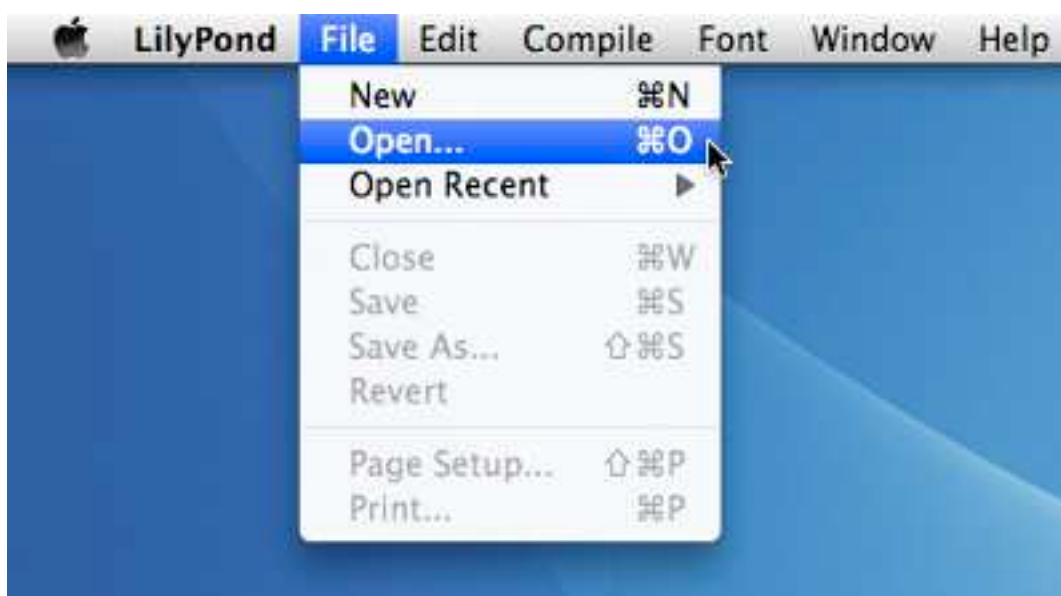 LilyPond File Edit Compile Font Window Help
New ⌘N
Open... ⌘O
Open Recent ▶
Close ⌘W
Save ⌘S
Save As... ⇧⌘S
Revert
Page Setup... ⇧⌘P
Print... ⌘P